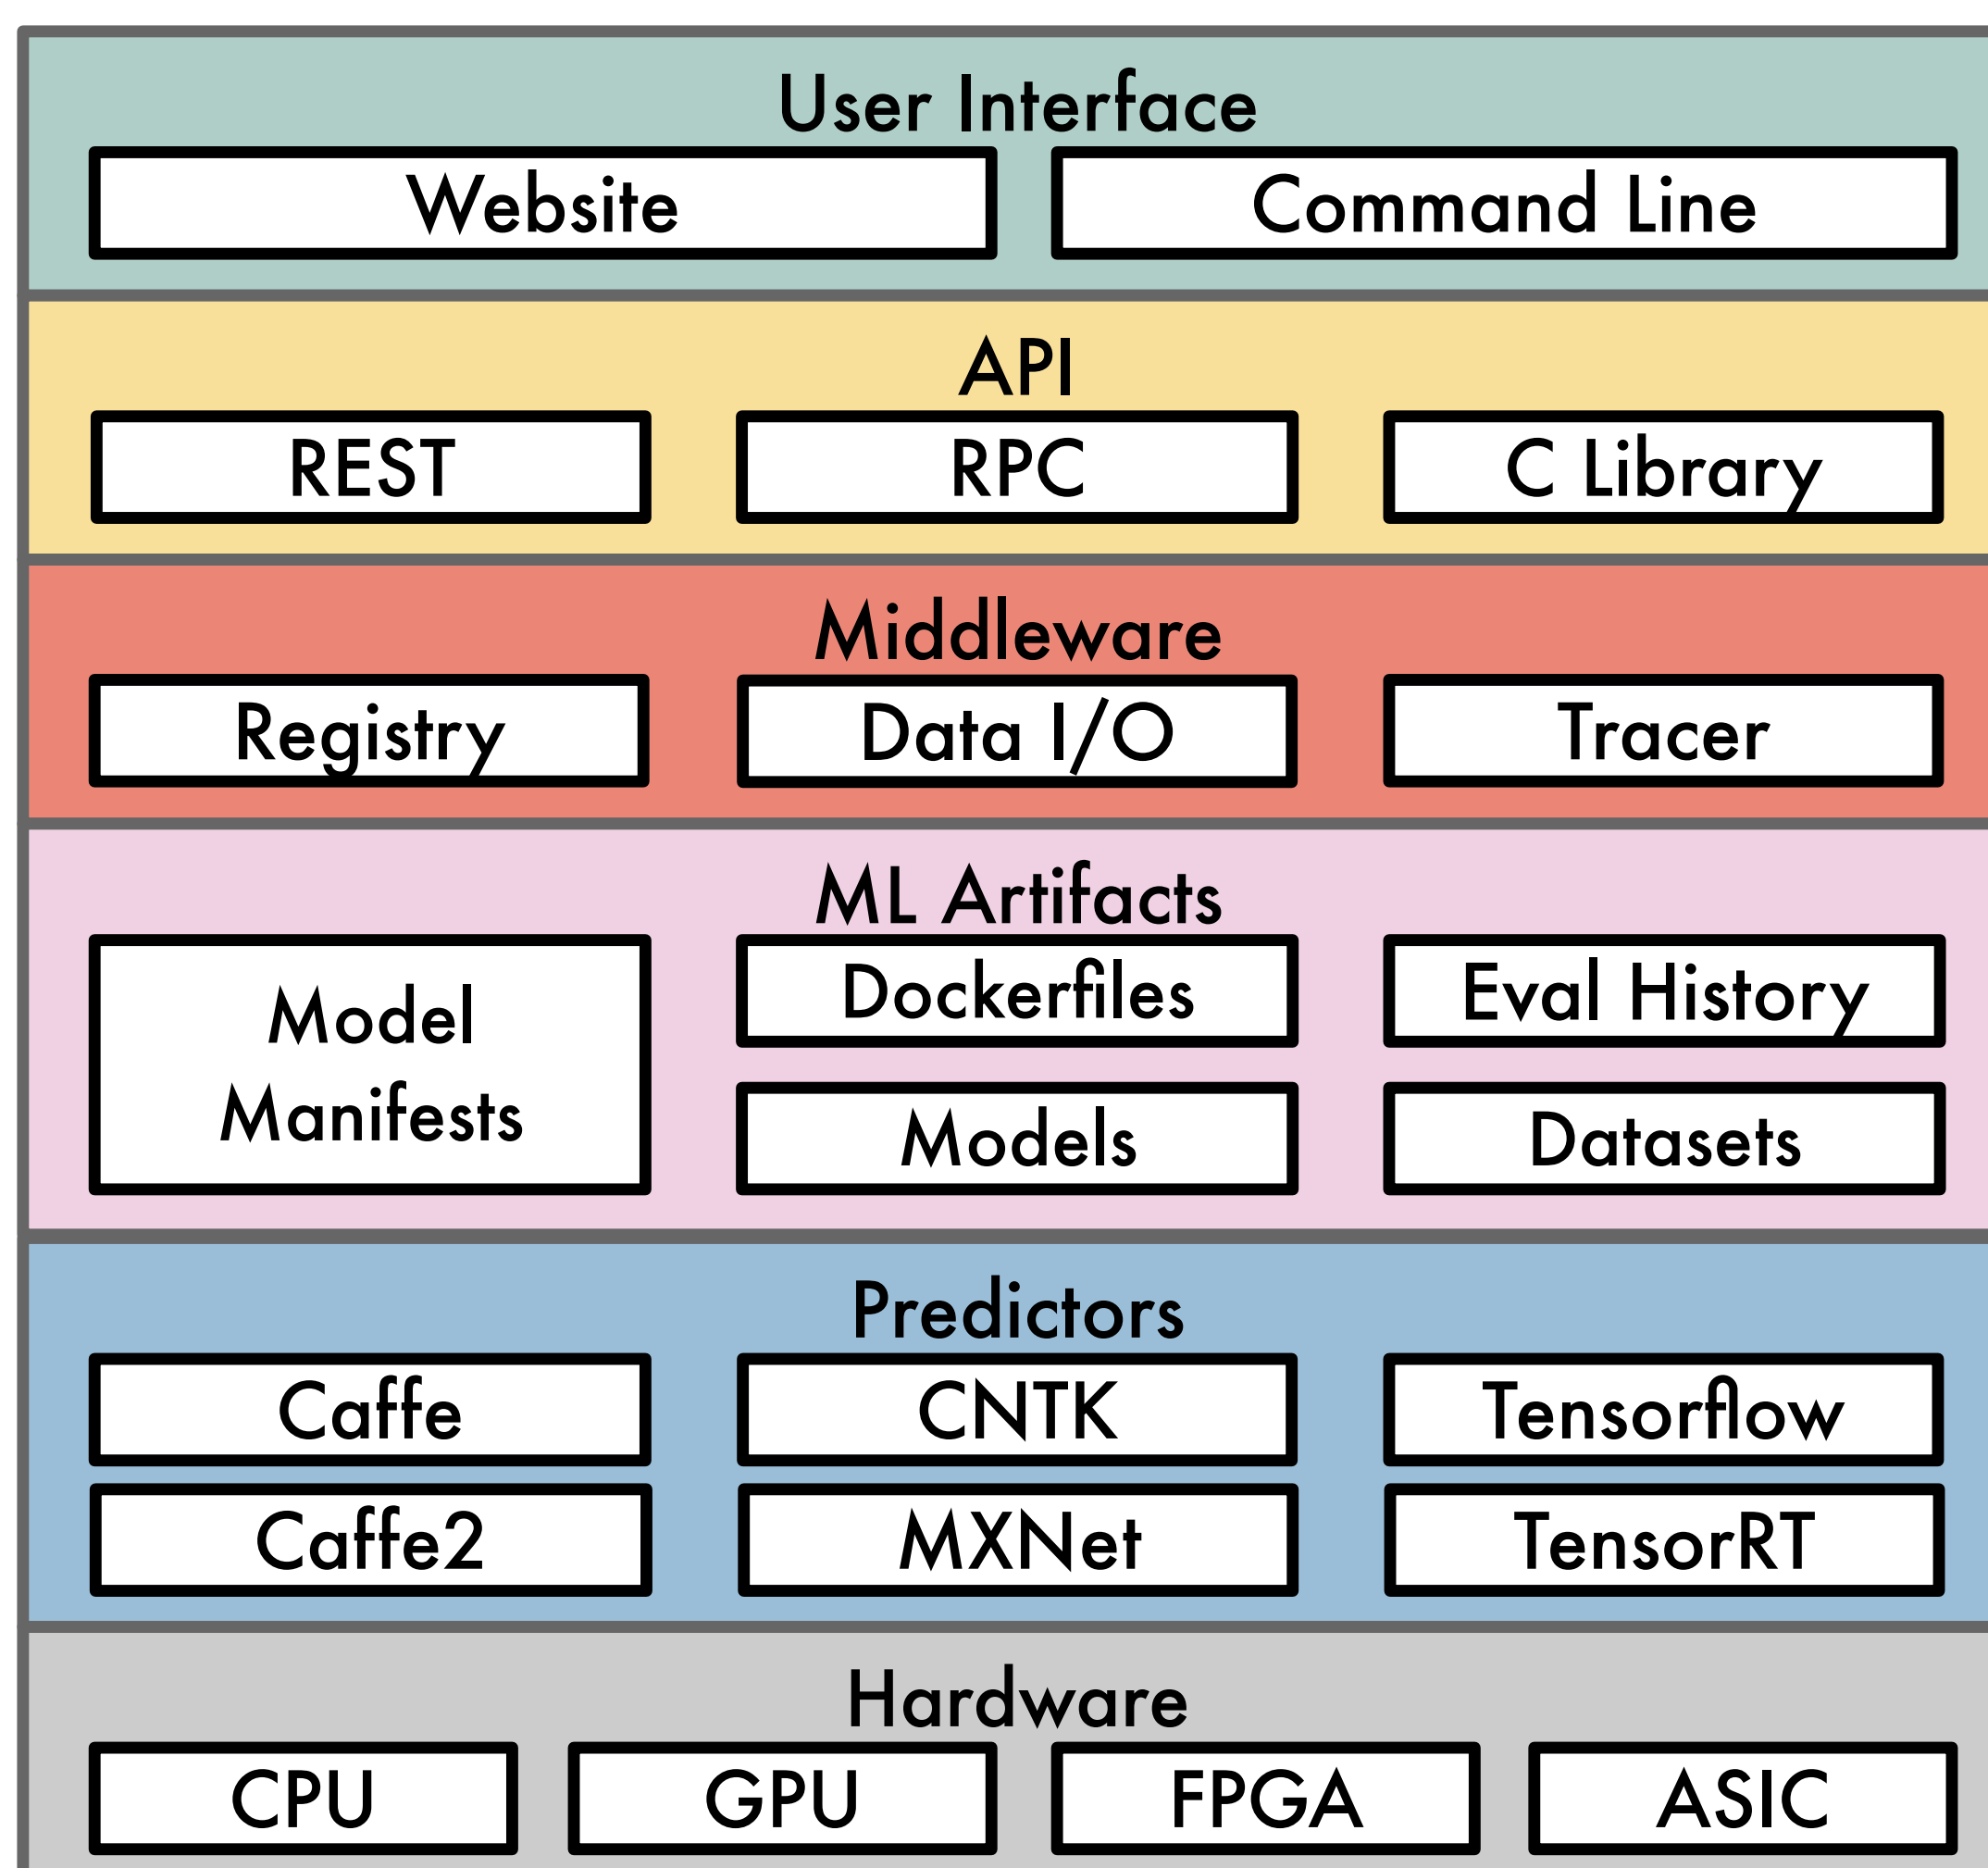 User Interface
Website
Command Line
API
REST
RPC
C Library
Middleware
Registry
Data I/O
Tracer
ML Artifacts
Model
Manifests
Dockerfiles
Eval History
Models
Datasets
Predictors
Caffe
CNTK
Tensorflow
Caffe2
MXNet
TensorRT
Hardware
CPU
GPU
FPGA
ASIC